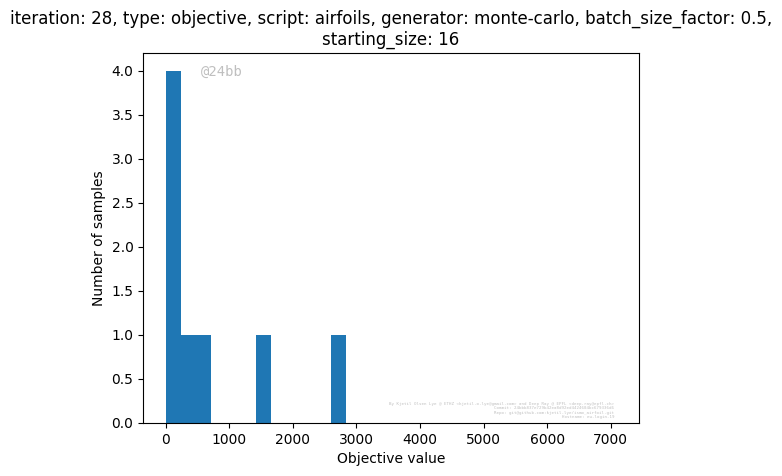 iteration: 28, type: objective, script: airfoils, generator: monte-carlo, batch_size_factor: 0.5,
starting_size: 16
@24bb
4.0
3.5
3.0
2.5
2.0
1.5
1.0
0.5
0.0
Number of samples
0 1000 2000 3000 4000 5000 6000 7000
Objective value